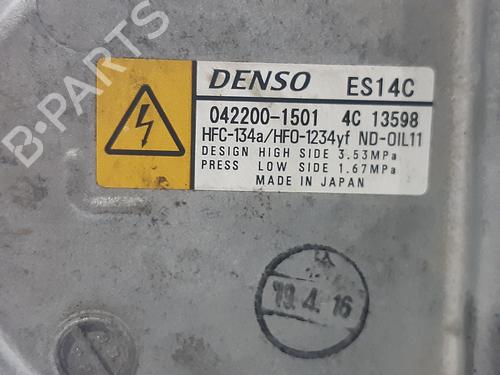 B-PARTS
DENSO ES14C
042200-1501 4C 13598
HFC-134a/HFO-1234yf ND-OIL11
DESIGN HIGH SIDE 3.53MPa
PRESS LOW SIDE 1.67MPa
MADE IN JAPAN
19.4.16